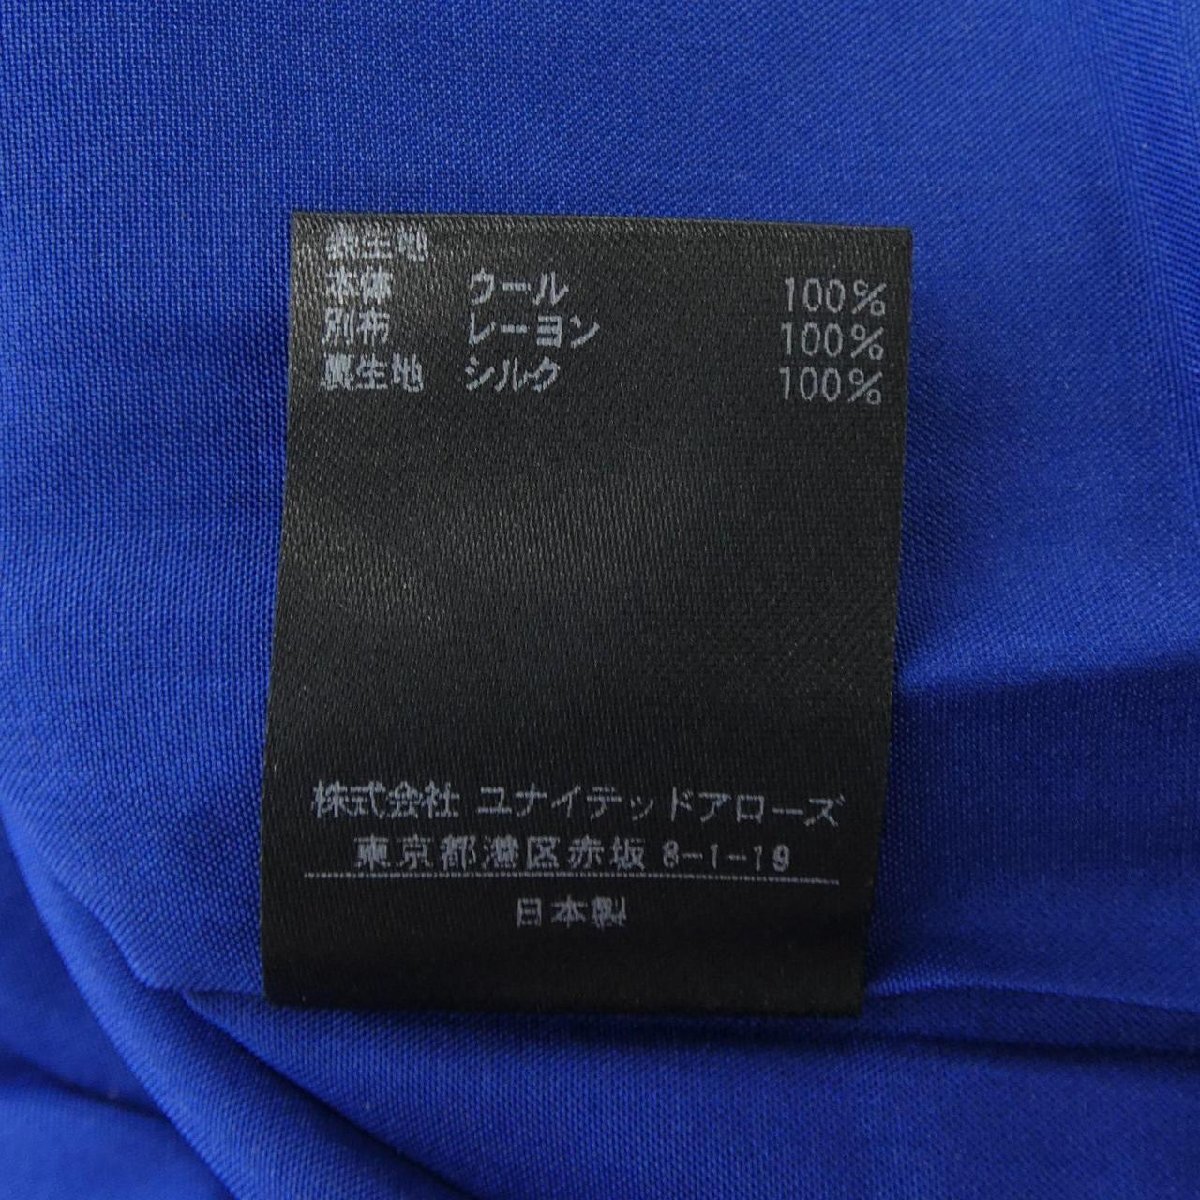 表生地
本体 ウール 100%
別布 レーヨン 100%
裏生地 シルク 100%
株式会社 ユナイテッドアローズ
東京都港区赤坂 8-1-19
日本製